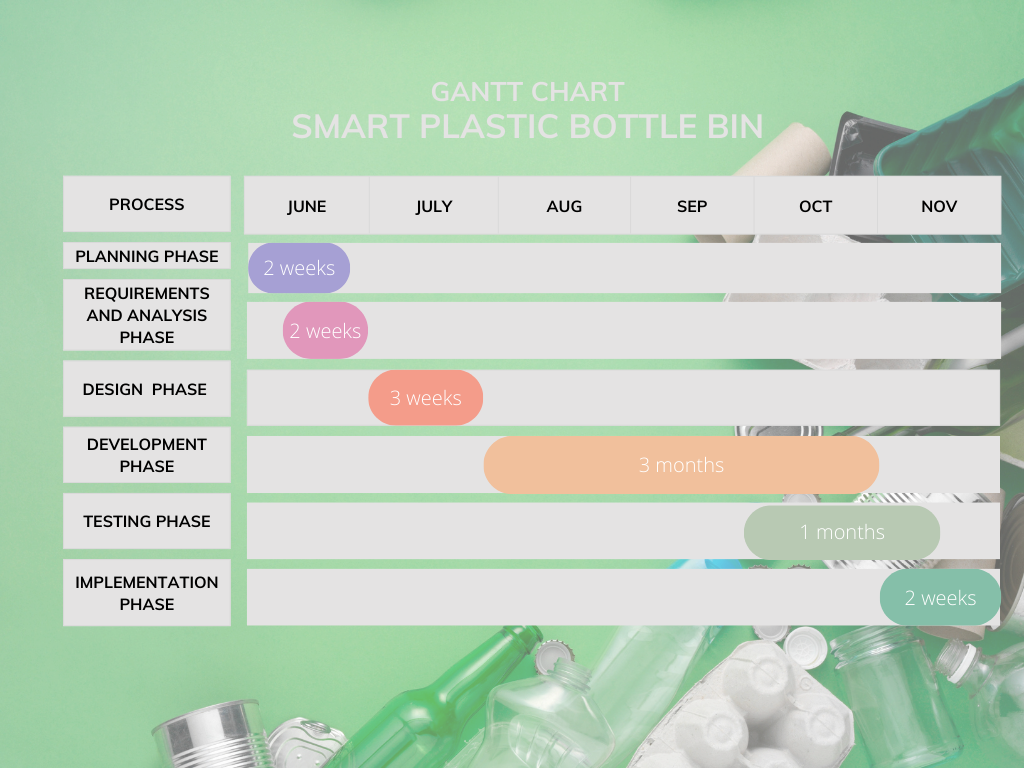 GANTT CHART
SMART PLASTIC BOTTLE BIN
PROCESS JUNE JULY AUG SEP OCT NOV
PLANNING PHASE 2 weeks
REQUIREMENTS
AND ANALYSIS
PHASE
2 weeks
DESIGN PHASE 3 weeks
DEVELOPMENT
PHASE
3 months
TESTING PHASE 1 months
IMPLEMENTATION
PHASE
2 weeks